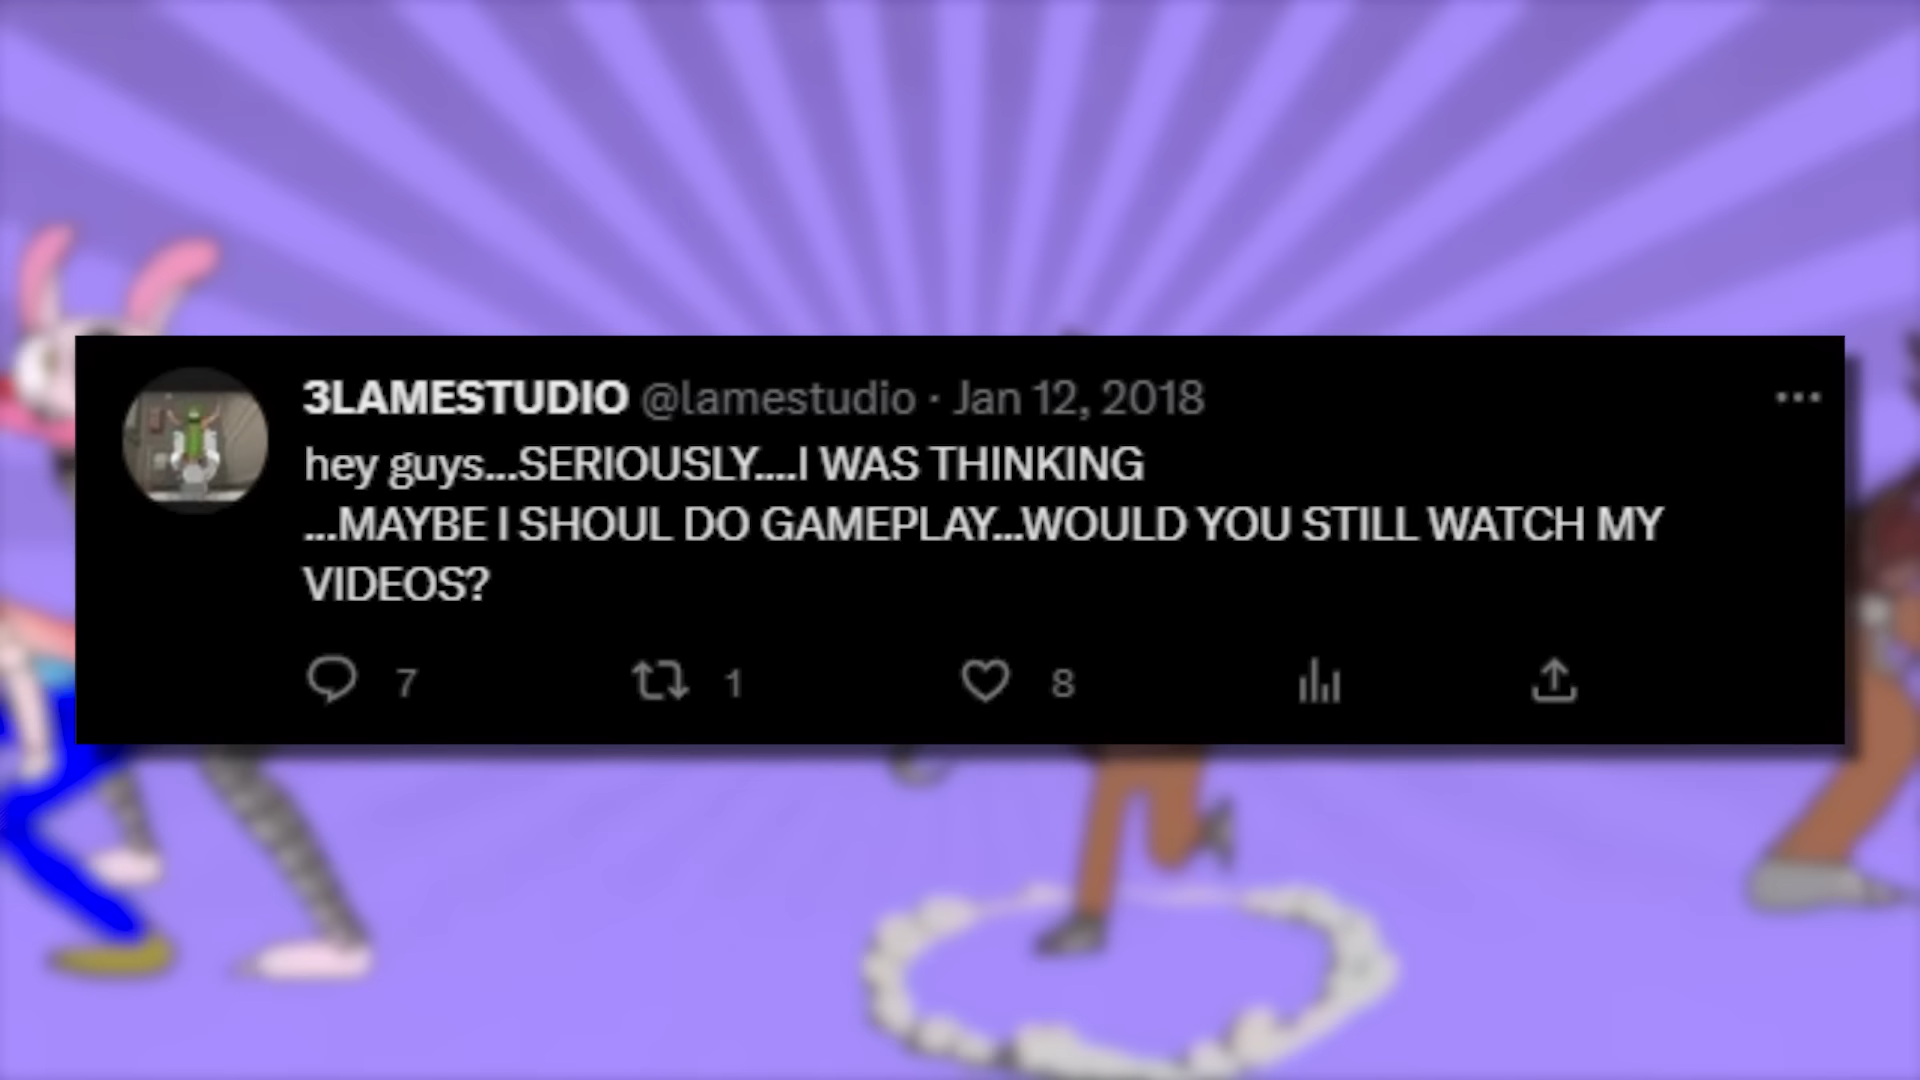 3LAMESTUDIO @lamestudio · Jan 12, 2018
hey guys...SERIOUSLY....I WAS THINKING
...MAYBE I SHOUL DO GAMEPLAY...WOULD YOU STILL WATCH MY
VIDEOS?
7 1 8